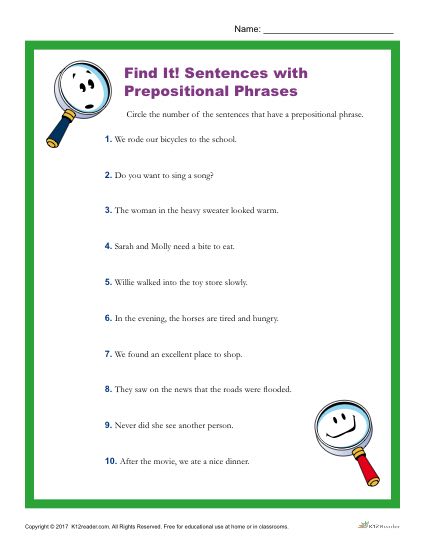 Name:
Find It! Sentences with
Prepositional Phrases
Circle the number of the sentences that have a prepositional phrase.
1. We rode our bicycles to the school.
2. Do you want to sing a song?
3. The woman in the heavy sweater looked warm.
4. Sarah and Molly need a bite to eat.
5. Willie walked into the toy store slowly.
6. In the evening, the horses are tired and hungry.
7. We found an excellent place to shop.
8. They saw on the news that the roads were flooded.
9. Never did she see another person.
10. After the movie, we ate a nice dinner.
Copyright © 2017 K12reader.com. All Rights Reserved. Free for educational use at home or in classrooms.
K12Reader